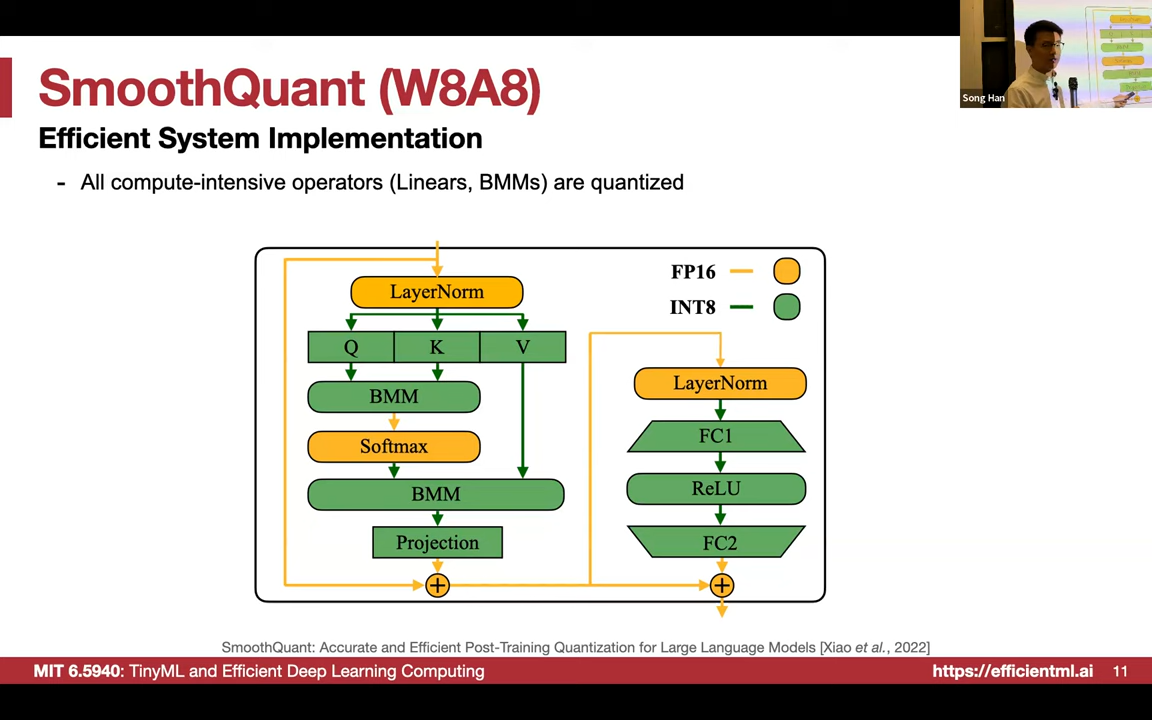 SmoothQuant (W8A8)
Efficient System Implementation
- All compute-intensive operators (Linears, BMMs) are quantized
Song Han
FP16
INT8
LayerNorm
Q K V
BMM
Softmax
BMM
Projection
+
LayerNorm
FC1
ReLU
FC2
+
SmoothQuant: Accurate and Efficient Post-Training Quantization for Large Language Models [Xiao et al., 2022]
MIT 6.5940: TinyML and Efficient Deep Learning Computing
https://efficientml.ai 11